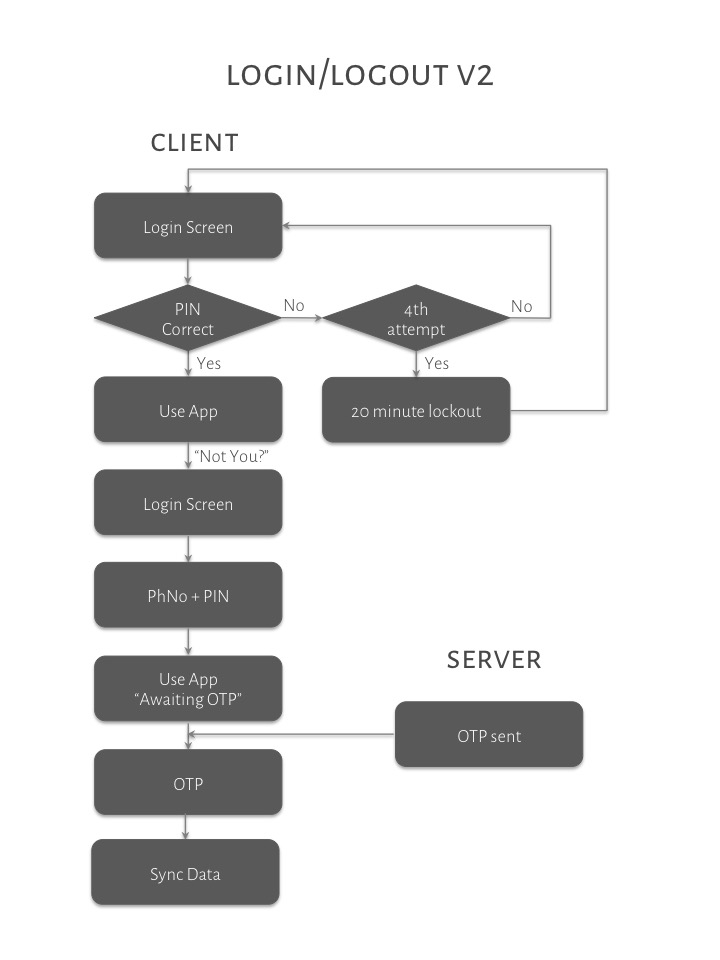 LOGIN/LOGOUT V2
CLIENT
Login Screen
PIN
Correct
No
4th
attempt
No
Yes
Yes
Use App
20 minute lockout
“Not You?”
Login Screen
PhNo + PIN
SERVER
Use App
“Awaiting OTP”
OTP sent
OTP
Sync Data